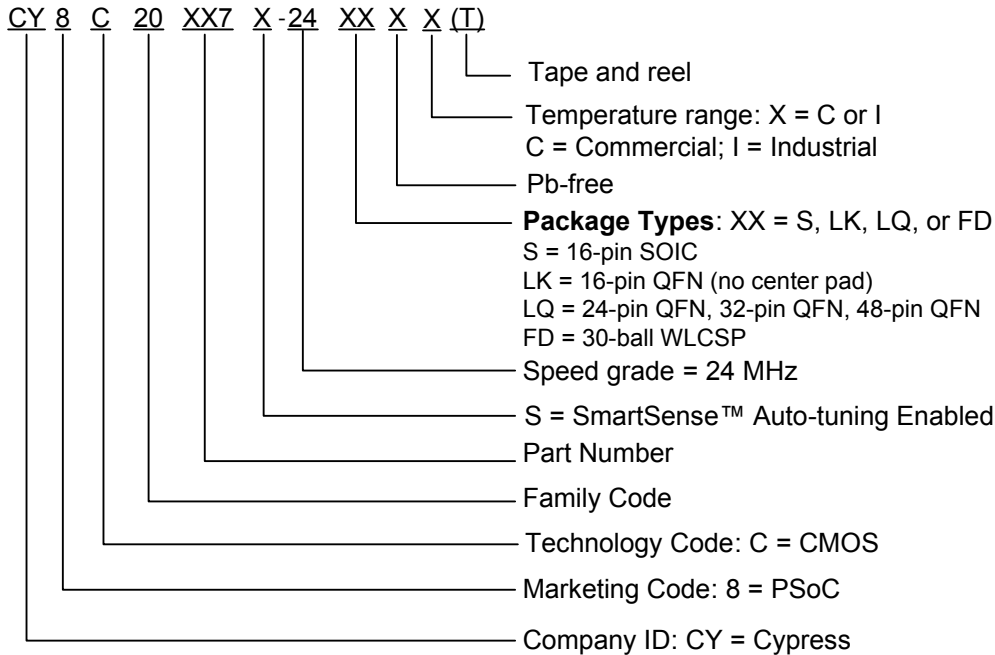 CY 8 C 20 XX7 X -24 XX X X (T)
Tape and reel
Temperature range: X = C or I
C = Commercial; I = Industrial
Pb-free
Package Types: XX = S, LK, LQ, or FD
S = 16-pin SOIC
LK = 16-pin QFN (no center pad)
LQ = 24-pin QFN, 32-pin QFN, 48-pin QFN
FD = 30-ball WLCSP
Speed grade = 24 MHz
S = SmartSense™ Auto-tuning Enabled
Part Number
Family Code
Technology Code: C = CMOS
Marketing Code: 8 = PSoC
Company ID: CY = Cypress